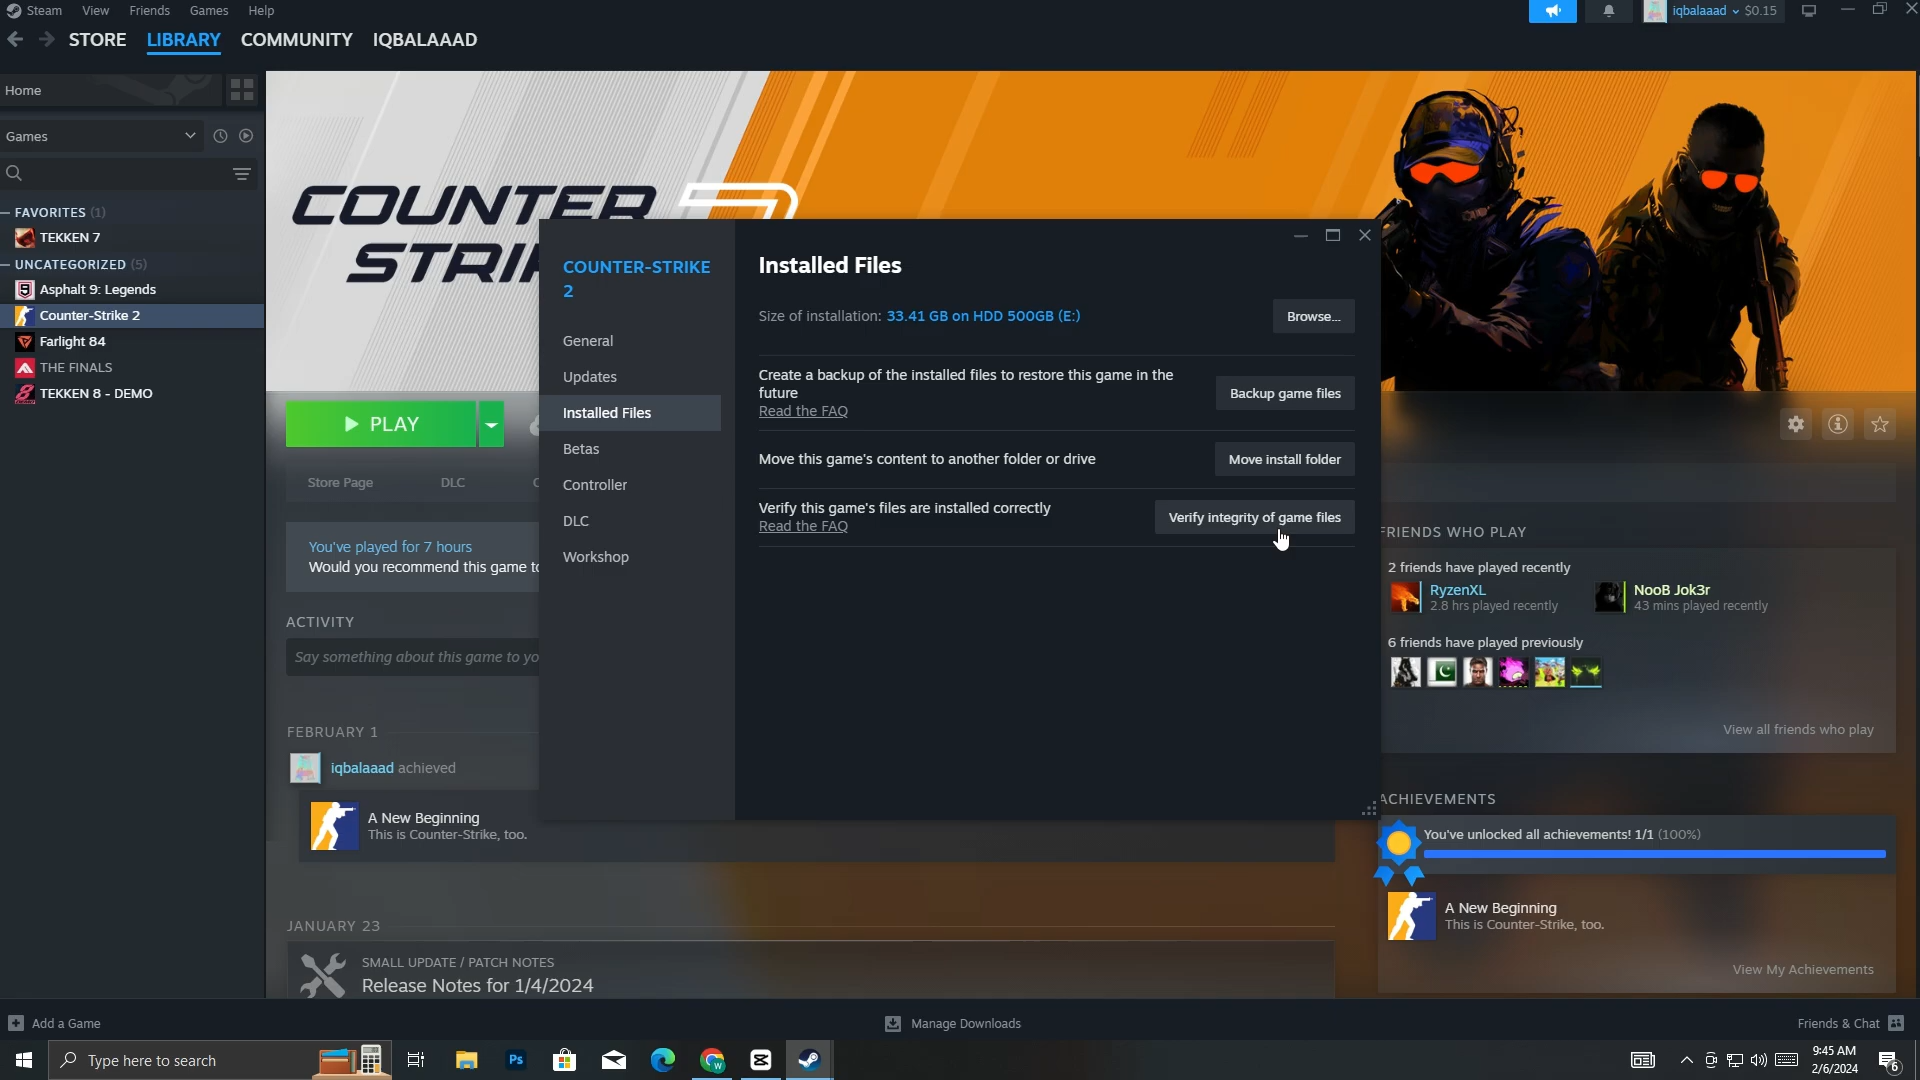 Steam View Friends Games Help
iqbalaaad $0.15
STORE LIBRARY COMMUNITY IQBALAAAD
Home
Games
FAVORITES (1)
TEKKEN 7
UNCATEGORIZED (5)
Asphalt 9: Legends
Counter-Strike 2
Farlight 84
THE FINALS
TEKKEN 8 - DEMO
COUNTER
STRI
PLAY
Store Page DLC C
You've played for 7 hours
Would you recommend this game to
ACTIVITY
Say something about this game to yo
FEBRUARY 1
iqbalaaad achieved
A New Beginning
This is Counter-Strike, too.
JANUARY 23
SMALL UPDATE / PATCH NOTES
Release Notes for 1/4/2024
COUNTER-STRIKE
2
General
Updates
Installed Files
Betas
Controller
DLC
Workshop
Installed Files
Size of installation: 33.41 GB on HDD 500GB (E:)
Browse...
Create a backup of the installed files to restore this game in the
future
Read the FAQ
Backup game files
Move this game's content to another folder or drive
Move install folder
Verify this game's files are installed correctly
Read the FAQ
Verify integrity of game files
FRIENDS WHO PLAY
2 friends have played recently
RyzenXL
2.8 hrs played recently
NooB Jok3r
43 mins played recently
6 friends have played previously
View all friends who play
ACHIEVEMENTS
You've unlocked all achievements! 1/1 (100%)
A New Beginning
This is Counter-Strike, too.
View My Achievements
Add a Game
Manage Downloads
Friends & Chat
Type here to search
Ps
W
9:45 AM
2/6/2024
6